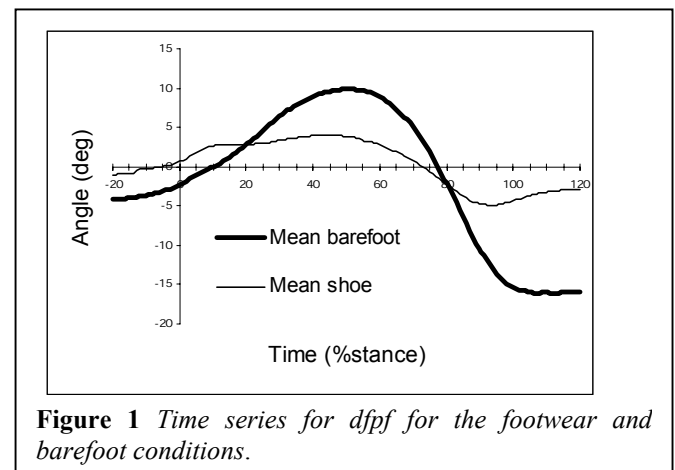 15
10
5
0
-20 0 20 40 60 80 100 120
-5
-10
-15
-20
Angle (deg)
Mean barefoot
Mean shoe
Time (%stance)
Figure 1 Time series for dfpf for the footwear and
barefoot conditions.